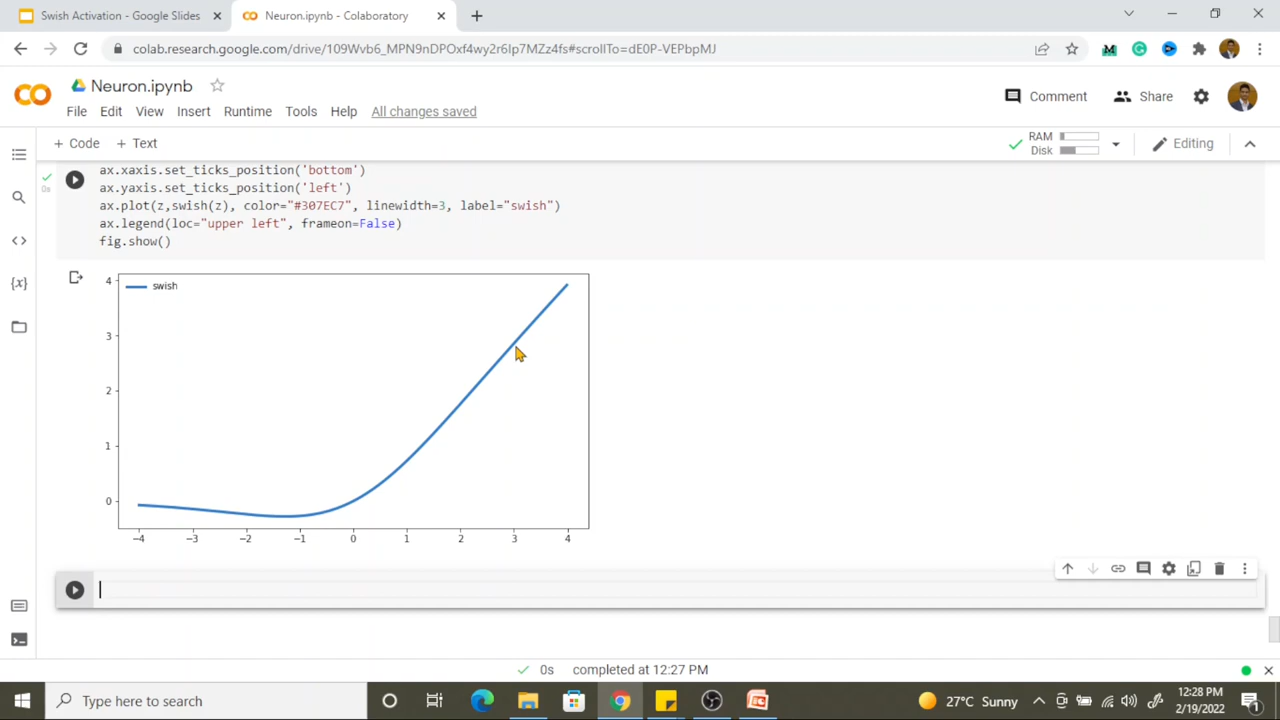 Swish Activation - Google Slides
Neuron.ipynb - Colaboratory
colab.research.google.com/drive/109Wvb6_MPN9nDPOxf4wy2r6Ip7MZz4fs#scrollTo=dE0P-VEPbpMJ
Neuron.ipynb
Comment Share
File Edit View Insert Runtime Tools Help All changes saved
+ Code + Text
RAM
Disk
Editing
ax.xaxis.set_ticks_position('bottom')
0s
ax.yaxis.set_ticks_position('left')
ax.plot(z,swish(z), color="#307EC7", linewidth=3, label="swish")
ax.legend(loc="upper left", frameon=False)
fig.show()
{x}
swish
4
3
2
1
0
−4 −3 −2 −1 0 1 2 3 4
0s completed at 12:27 PM
Type here to search
27°C Sunny
12:28 PM
2/19/2022
1